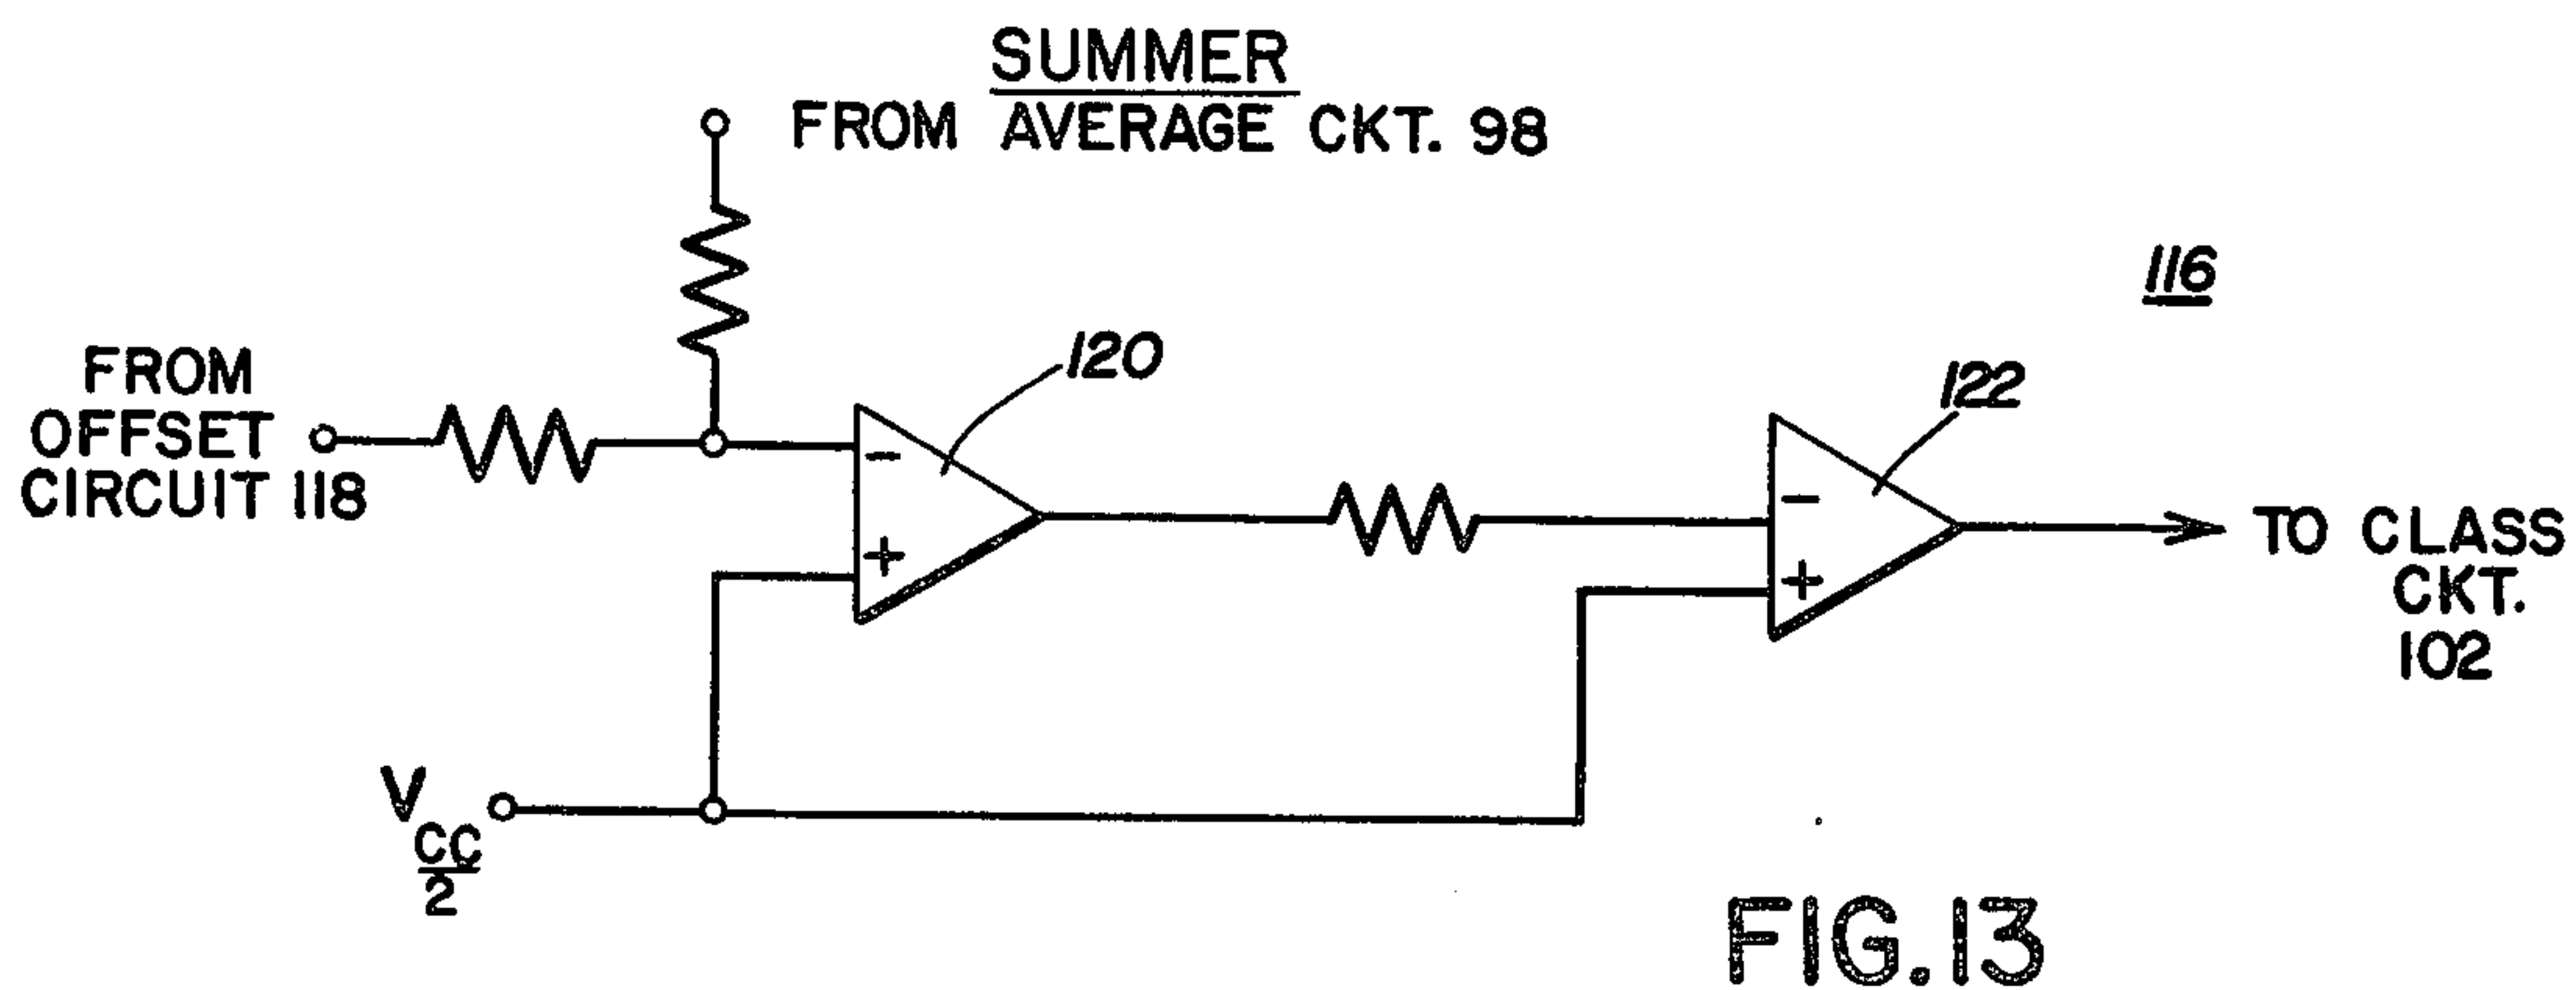 SUMMER
FROM AVERAGE CKT. 98
116
120
122
FROM
OFFSET
CIRCUIT 118
-
+
-
+
TO CLASS
CKT.
102
V
CC
2
FIG.13